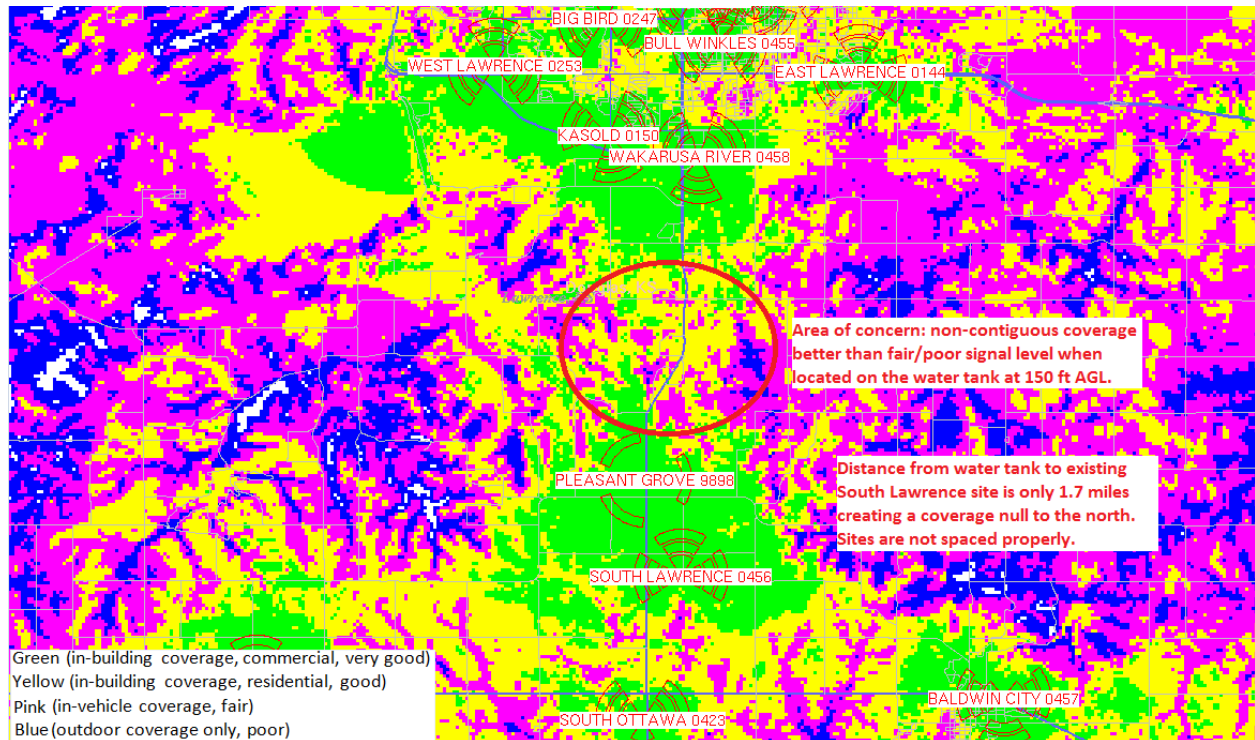 BIG BIRD 0247
BULL WINKLES 0455
WEST LAWRENCE 0253
EAST LAWRENCE 0144
KASOLD 0150
WAKARUSA RIVER 0458
Area of concern: non-contiguous coverage
better than fair/poor signal level when
located on the water tank at 150 ft AGL.
Distance from water tank to existing
South Lawrence site is only 1.7 miles
creating a coverage null to the north.
Sites are not spaced properly.
PLEASANT GROVE 9898
SOUTH LAWRENCE 0456
Green (in-building coverage, commercial, very good)
Yellow (in-building coverage, residential, good)
Pink (in-vehicle coverage, fair)
Blue (outdoor coverage only, poor)
BALDWIN CITY 0457
SOUTH OTTAWA 0423